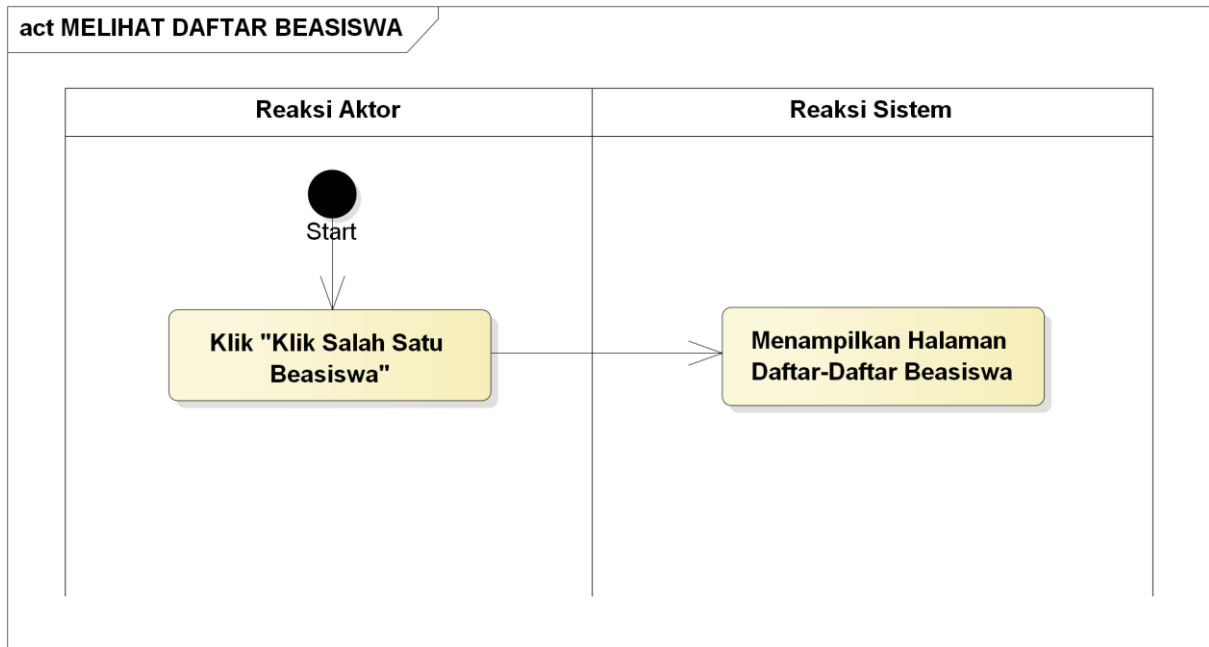 act MELIHAT DAFTAR BEASISWA
Reaksi Aktor
Reaksi Sistem
Start
Klik "Klik Salah Satu
Beasiswa"
Menampilkan Halaman
Daftar-Daftar Beasiswa